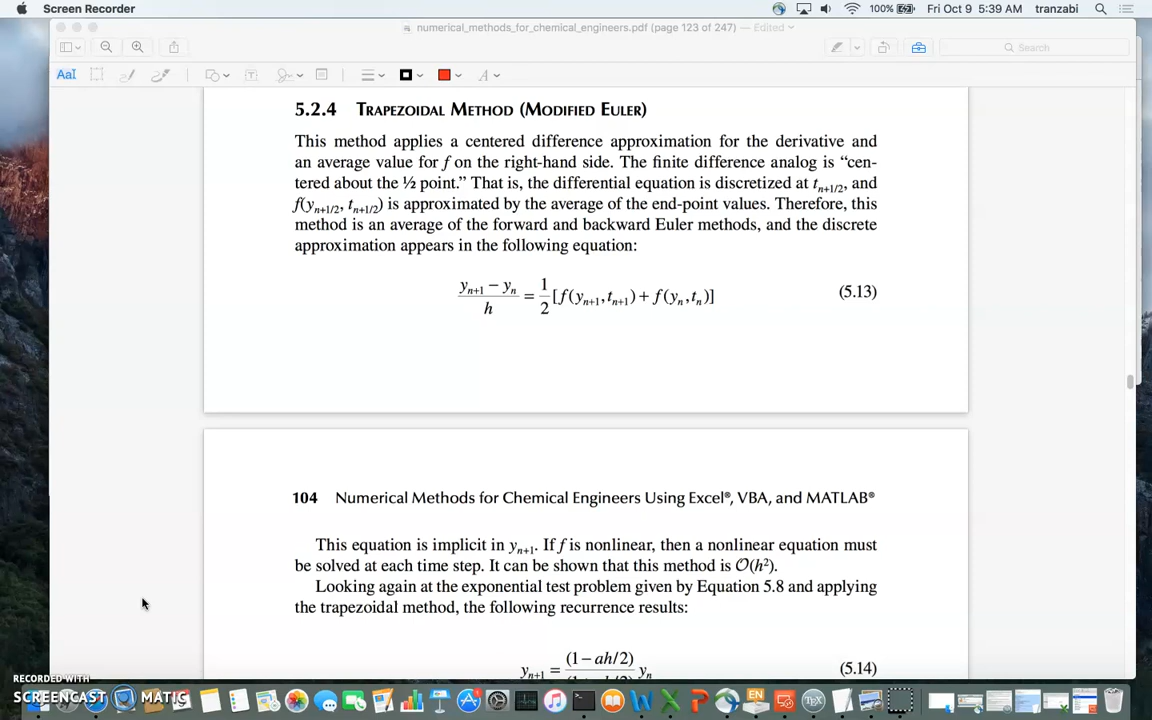 Screen Recorder
100%
Fri Oct 9 5:39 AM
tranzabi
numerical_methods_for_chemical_engineers.pdf (page 123 of 247) — Edited
Search
AaI
A
5.2.4 TRAPEZOIDAL METHOD (MODIFIED EULER)
This method applies a centered difference approximation for the derivative and
an average value for f on the right-hand side. The finite difference analog is “cen-
tered about the ½ point.” That is, the differential equation is discretized at tₙ₊₁/₂, and
f(yₙ₊₁/₂, tₙ₊₁/₂) is approximated by the average of the end-point values. Therefore, this
method is an average of the forward and backward Euler methods, and the discrete
approximation appears in the following equation:
(yₙ₊₁ − yₙ)/h = 1/2 [f(yₙ₊₁, tₙ₊₁) + f(yₙ, tₙ)] (5.13)
104 Numerical Methods for Chemical Engineers Using Excel®, VBA, and MATLAB®
This equation is implicit in yₙ₊₁. If f is nonlinear, then a nonlinear equation must
be solved at each time step. It can be shown that this method is O(h²).
Looking again at the exponential test problem given by Equation 5.8 and applying
the trapezoidal method, the following recurrence results:
yₙ₊₁ = (1 − ah/2) yₙ (5.14)
RECORDED WITH
SCREENCAST MATIC
EN
TEX